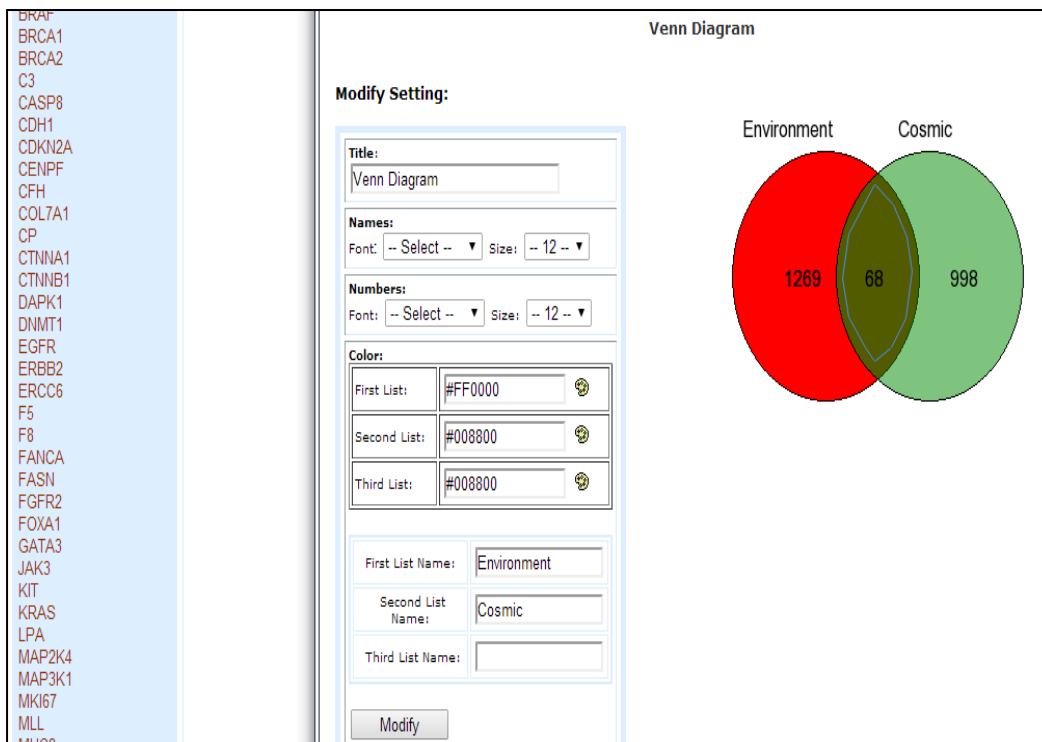 BRAF
BRCA1
BRCA2
C3
CASP8
CDH1
CDKN2A
CENPF
CFH
COL7A1
CP
CTNNA1
CTNNB1
DAPK1
DNMT1
EGFR
ERBB2
ERCC6
F5
F8
FANCA
FASN
FGFR2
FOXA1
GATA3
JAK3
KIT
KRAS
LPA
MAP2K4
MAP3K1
MKI67
MLL
Venn Diagram
Modify Setting:
Title:
Venn Diagram
Names:
Font: -- Select -- Size: -- 12 --
Numbers:
Font: -- Select -- Size: -- 12 --
Color:
First List: #FF0000
Second List: #008800
Third List: #008800
First List Name: Environment
Second List
Name: Cosmic
Third List Name:
Modify
Environment Cosmic
1269 68 998